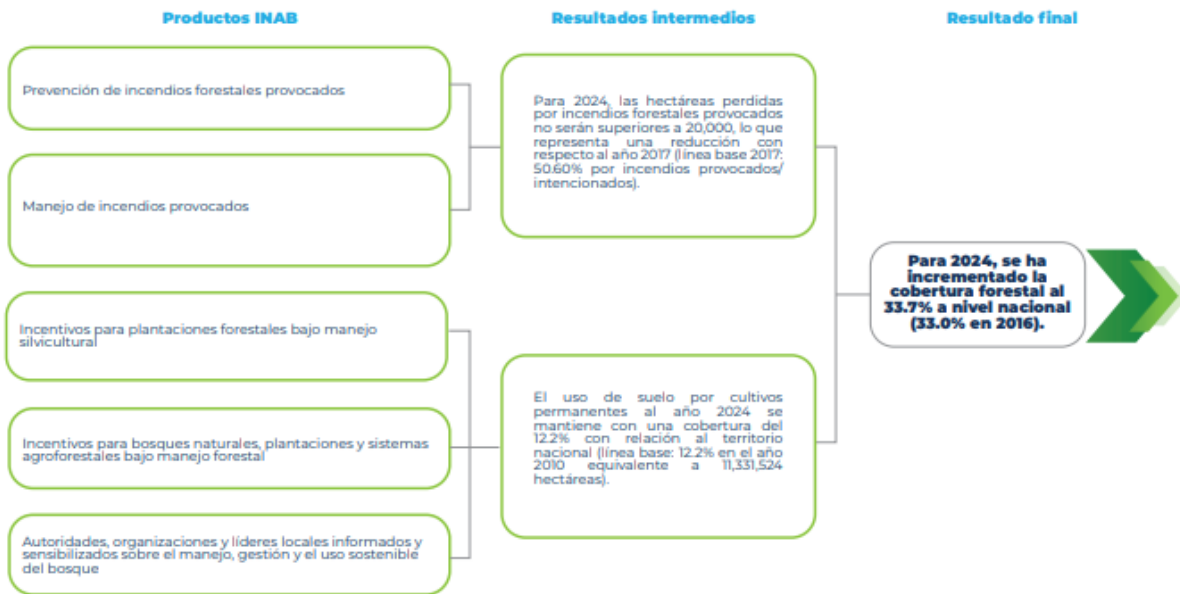 Productos INAB
Resultados intermedios
Resultado final
Prevención de incendios forestales provocados
Manejo de incendios provocados
Incentivos para plantaciones forestales bajo manejo
silvicultural
Incentivos para bosques naturales, plantaciones y sistemas
agroforestales bajo manejo forestal
Autoridades, organizaciones y líderes locales informados y
sensibilizados sobre el manejo, gestión y el uso sostenible
del bosque
Para 2024, las hectáreas perdidas
por incendios forestales provocados
no serán superiores a 20,000, lo que
representa una reducción con
respecto al año 2017 (línea base 2017:
50.60% por incendios provocados/
intencionados).
El uso de suelo por cultivos
permanentes al año 2024 se
mantiene con una cobertura del
12.2% con relación al territorio
nacional (línea base: 12.2% en el año
2010 equivalente a 11,331,524
hectáreas).
Para 2024, se ha
incrementado la
cobertura forestal al
33.7% a nivel nacional
(33.0% en 2016).